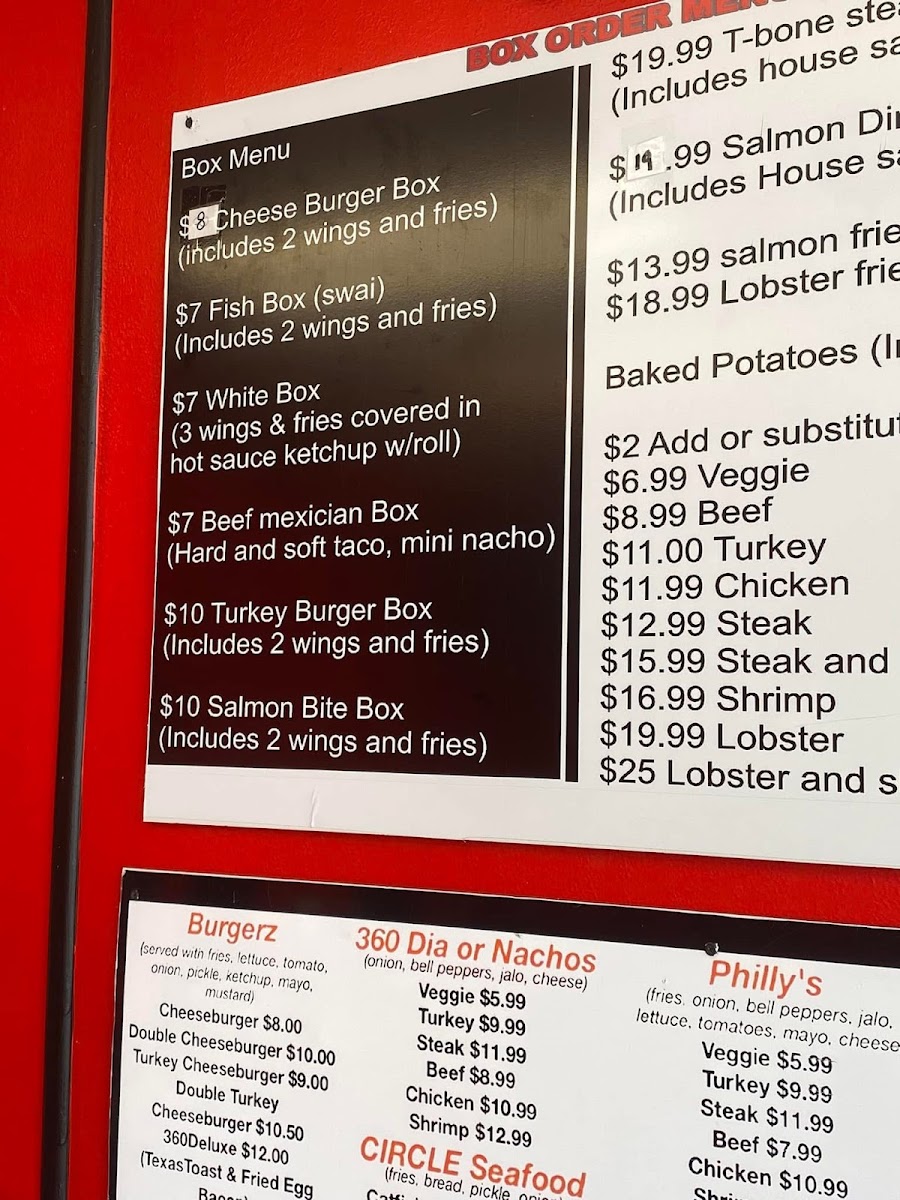 BOX ORDER MENU
Box Menu
$8 Cheese Burger Box
(includes 2 wings and fries)
$7 Fish Box (swai)
(Includes 2 wings and fries)
$7 White Box
(3 wings & fries covered in
hot sauce ketchup w/roll)
$7 Beef mexician Box
(Hard and soft taco, mini nacho)
$10 Turkey Burger Box
(Includes 2 wings and fries)
$10 Salmon Bite Box
(Includes 2 wings and fries)
$19.99 T-bone
(Includes house
$19.99 Salmon
(Includes House
$13.99 salmon
$18.99 Lobster
Baked Potatoes
$2 Add or
$6.99 Veggie
$8.99 Beef
$11.00 Turkey
$11.99 Chicken
$12.99 Steak
$15.99 Steak and
$16.99 Shrimp
$19.99 Lobster
$25 Lobster and
Burgerz
(served with fries, lettuce, tomato,
onion, pickle, ketchup, mayo,
mustard)
Cheeseburger $8.00
Double Cheeseburger $10.00
Turkey Cheeseburger $9.00
Double Turkey
Cheeseburger $10.50
360Deluxe $12.00
(TexasToast & Fried Egg
360 Dia or Nachos
(onion, bell peppers, jalo, cheese)
Veggie $5.99
Turkey $9.99
Steak $11.99
Beef $8.99
Chicken $10.99
Shrimp $12.99
CIRCLE Seafood
(fries, bread, pickle,
Philly's
(fries, onion, bell peppers, jalo,
lettuce, tomatoes, mayo, cheese
Veggie $5.99
Turkey $9.99
Steak $11.99
Beef $7.99
Chicken $10.99